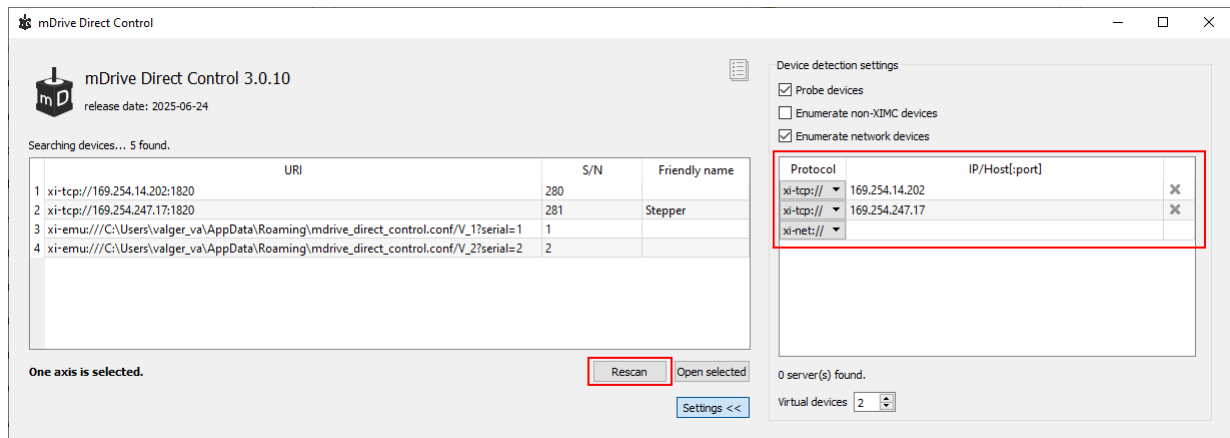 mDrive Direct Control
mDrive Direct Control 3.0.10
release date: 2025-06-24
Searching devices... 5 found.
URI S/N Friendly name
1 xi-tcp://169.254.14.202:1820 280
2 xi-tcp://169.254.247.17:1820 281 Stepper
3 xi-emu:///C:\Users\valger_va\AppData\Roaming\mdrive_direct_control.conf/V_1?serial=1 1
4 xi-emu:///C:\Users\valger_va\AppData\Roaming\mdrive_direct_control.conf/V_2?serial=2 2
One axis is selected.
Rescan Open selected
Settings <<
Device detection settings
Probe devices
Enumerate non-XIMC devices
Enumerate network devices
Protocol IP/Host[:port]
xi-tcp:// 169.254.14.202
xi-tcp:// 169.254.247.17
xi-net://
0 server(s) found.
Virtual devices 2